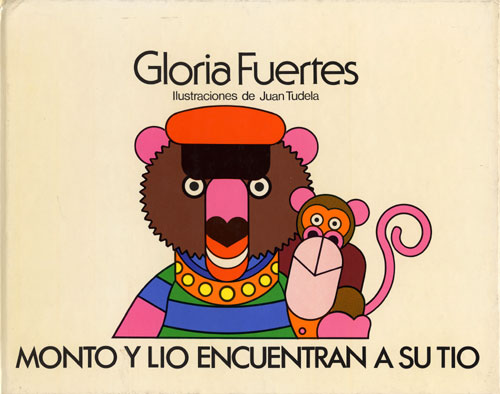 Gloria Fuertes
Ilustraciones de Juan Tudela
MONTO Y LIO ENCUENTRAN A SU TIO